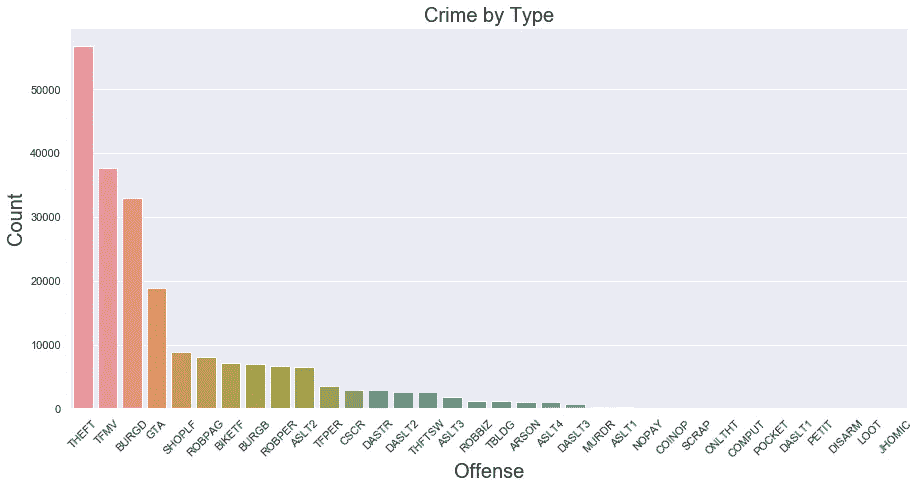 Crime by Type
Count
50000
40000
30000
20000
10000
0
THEFT
TFMV
BURGD
GTA
SHOPLF
ROBPAG
BIKETF
BURGB
ROBPER
ASLT2
TFPER
CSCR
DASTR
DASLT2
THFTSW
ASLT3
ROBBIZ
TBLDG
ARSON
ASLT4
DASLT3
MURDR
ASLT1
NOPAY
COINOP
SCRAP
ONLTHT
COMPUT
POCKET
DASLT1
PETIT
DISARM
LOOT
JHOMIC
Offense